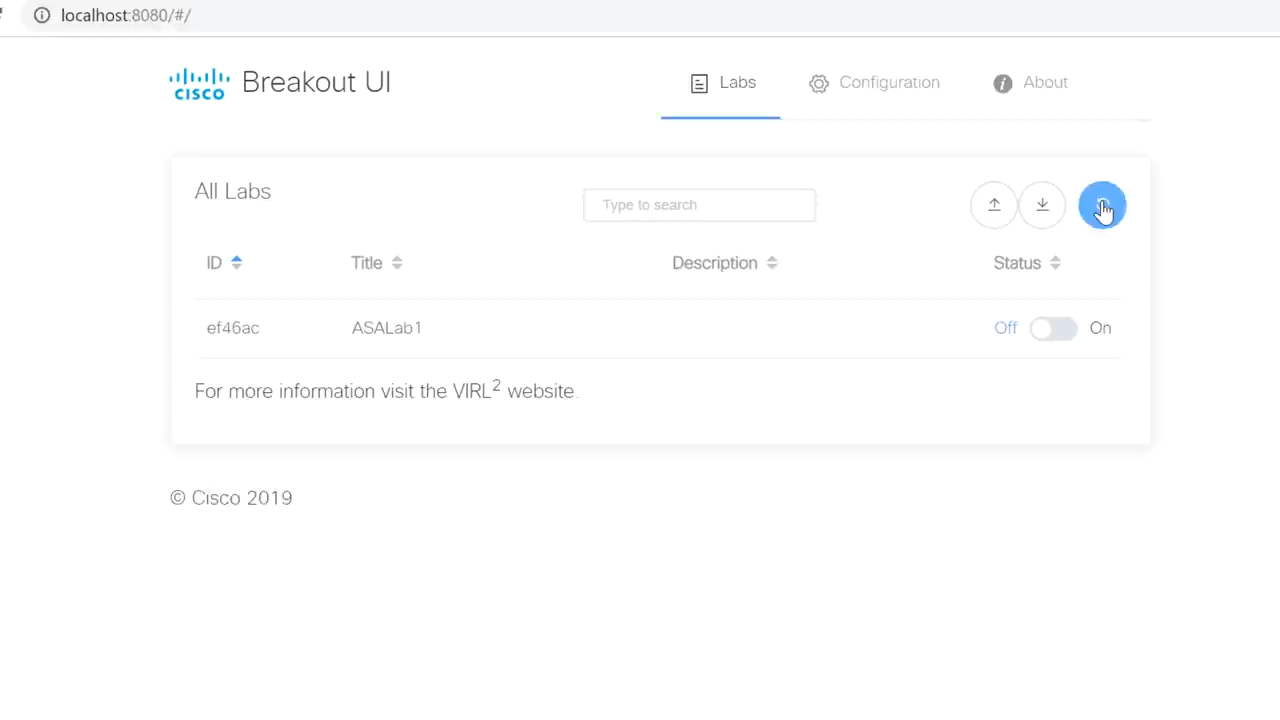 localhost:8080/#/
cisco Breakout UI
Labs Configuration About
All Labs
Type to search
ID Title Description Status
ef46ac ASALab1 Off On
For more information visit the VIRL² website.
© Cisco 2019